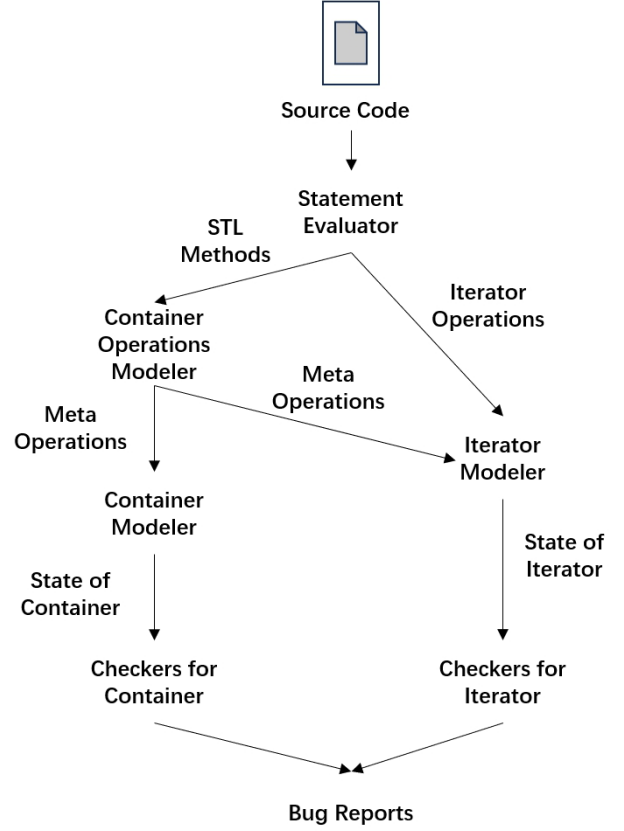 Source Code
Statement
Evaluator
STL
Methods
Iterator
Operations
Container
Operations
Modeler
Meta
Operations
Meta
Operations
Iterator
Modeler
Container
Modeler
State of
Iterator
State of
Container
Checkers for
Container
Checkers for
Iterator
Bug Reports